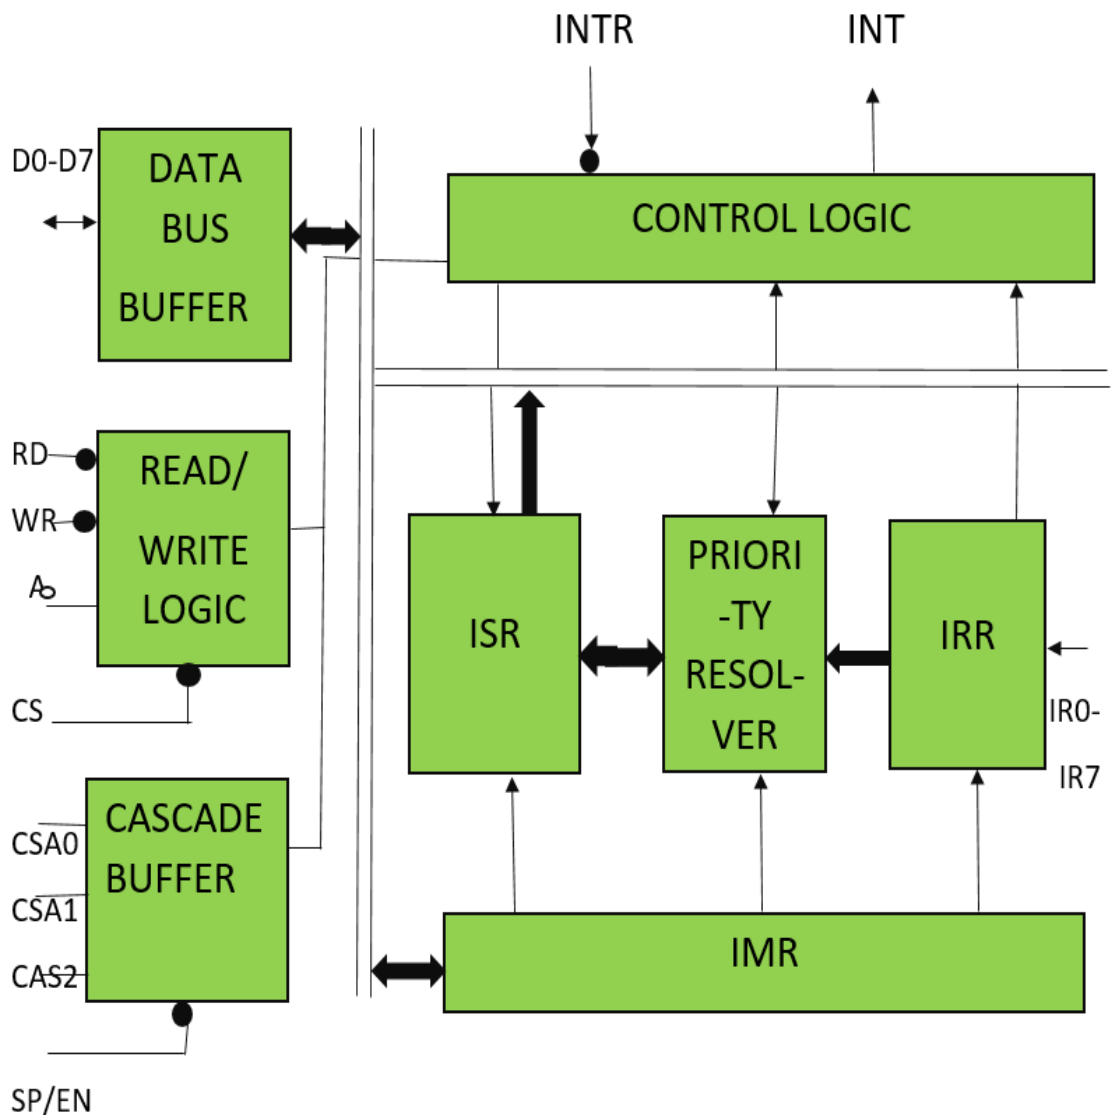 INTR
INT
D0-D7
DATA
BUS
BUFFER
CONTROL LOGIC
RD
WR
A0
READ/
WRITE
LOGIC
CS
ISR
PRIORI
-TY
RESOL-
VER
IRR
IR0-
IR7
CASCADE
BUFFER
CSA0
CSA1
CAS2
IMR
SP/EN